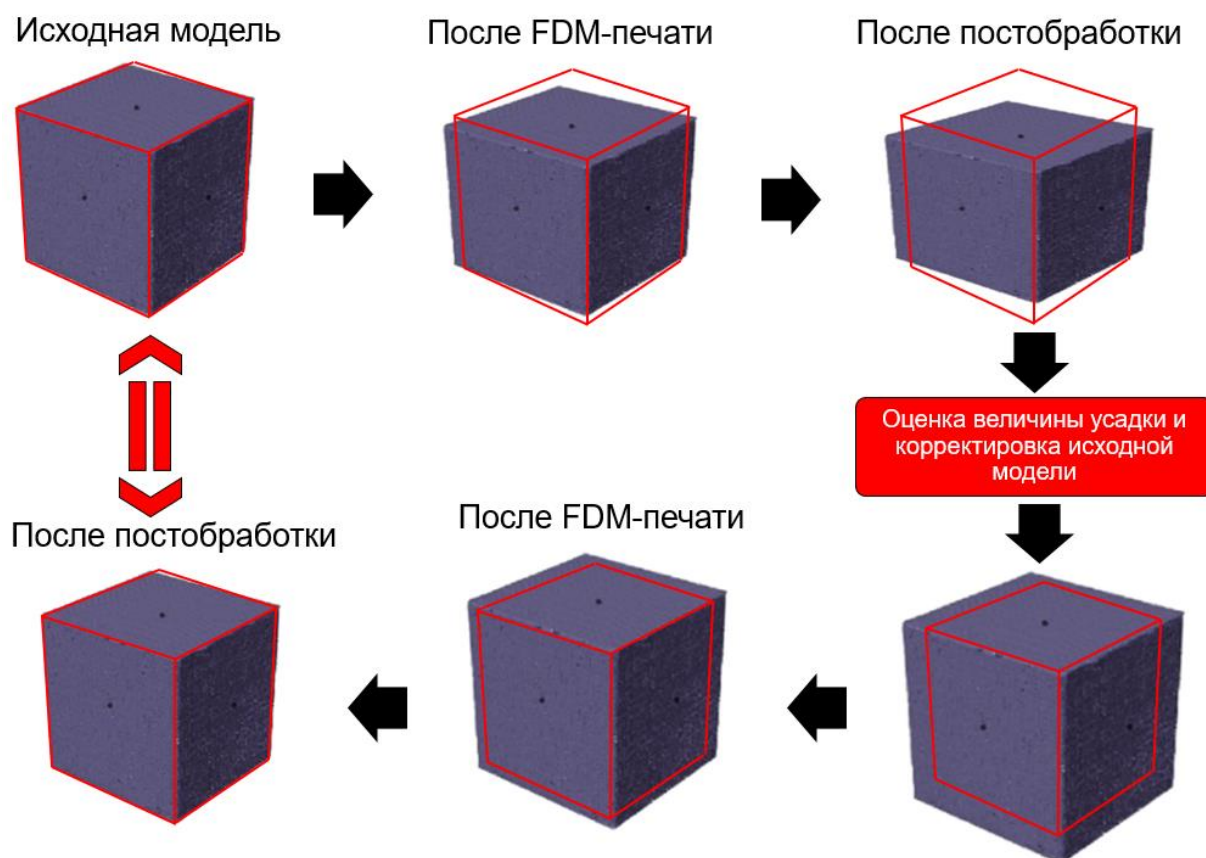 Исходная модель
После FDM-печати
После постобработки
Оценка величины усадки и
корректировка исходной
модели
После FDM-печати
После постобработки